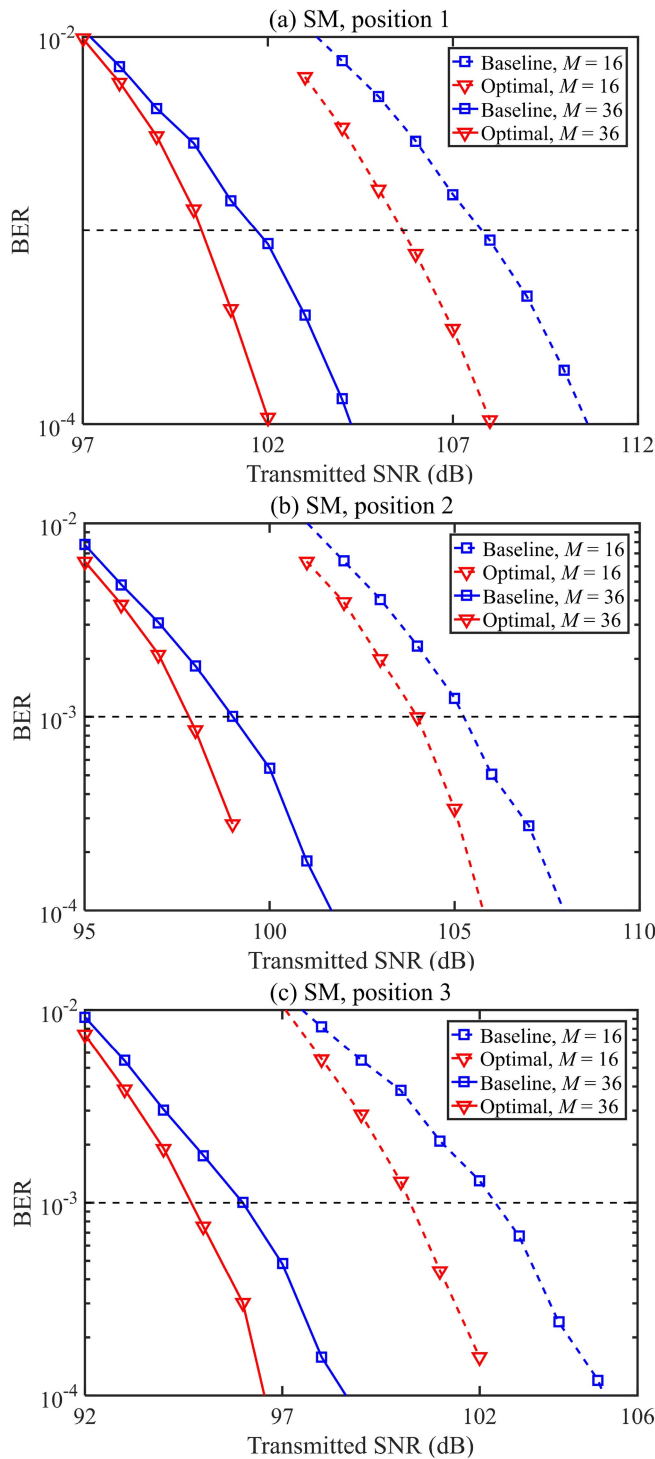 (a) SM, position 1
10-2
Baseline, M = 16
Optimal, M = 16
Baseline, M = 36
Optimal, M = 36
BER
10-4
97 102 107 112
Transmitted SNR (dB)
(b) SM, position 2
10-2
Baseline, M = 16
Optimal, M = 16
Baseline, M = 36
Optimal, M = 36
BER
10-3
10-4
95 100 105 110
Transmitted SNR (dB)
(c) SM, position 3
10-2
Baseline, M = 16
Optimal, M = 16
Baseline, M = 36
Optimal, M = 36
BER
10-3
10-4
92 97 102 106
Transmitted SNR (dB)